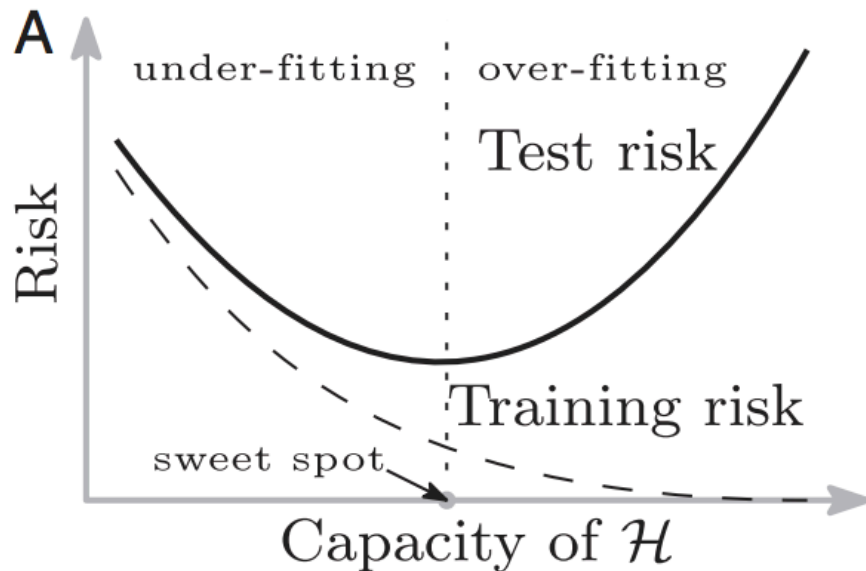 A
under-fitting
over-fitting
Test risk
Risk
Training risk
sweet spot
Capacity of ℋ